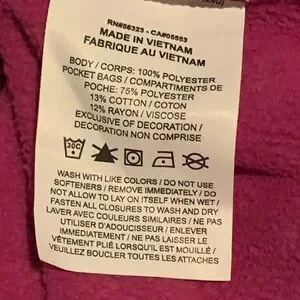 RN#56323 - CA#05553
MADE IN VIETNAM
FABRIQUE AU VIETNAM
BODY / CORPS: 100% POLYESTER
POCKET BAGS / COMPARTIMENTS DE
POCHE: 75% POLYESTER
13% COTTON / COTON
12% RAYON / VISCOSE
EXCLUSIVE OF DECORATION /
DECORATION NON COMPRISE
30C
WASH WITH LIKE COLORS / DO NOT USE
SOFTENERS / REMOVE IMMEDIATELY / DO
NOT ALLOW TO LAY ON ITSELF WHEN WET /
FASTEN ALL CLOSURES TO WASH AND DRY
LAVER AVEC COULEURS SIMILAIRES / NE PAS
UTILISER D'ADOUCISSEUR / ENLEVER
IMMÉDIATEMENT / NE PAS LAISSER LE
VÊTEMENT PLIÉ LORSQU'IL EST MOUILLÉ /
VEUILLEZ BOUCLER TOUTES LES ATTACHES